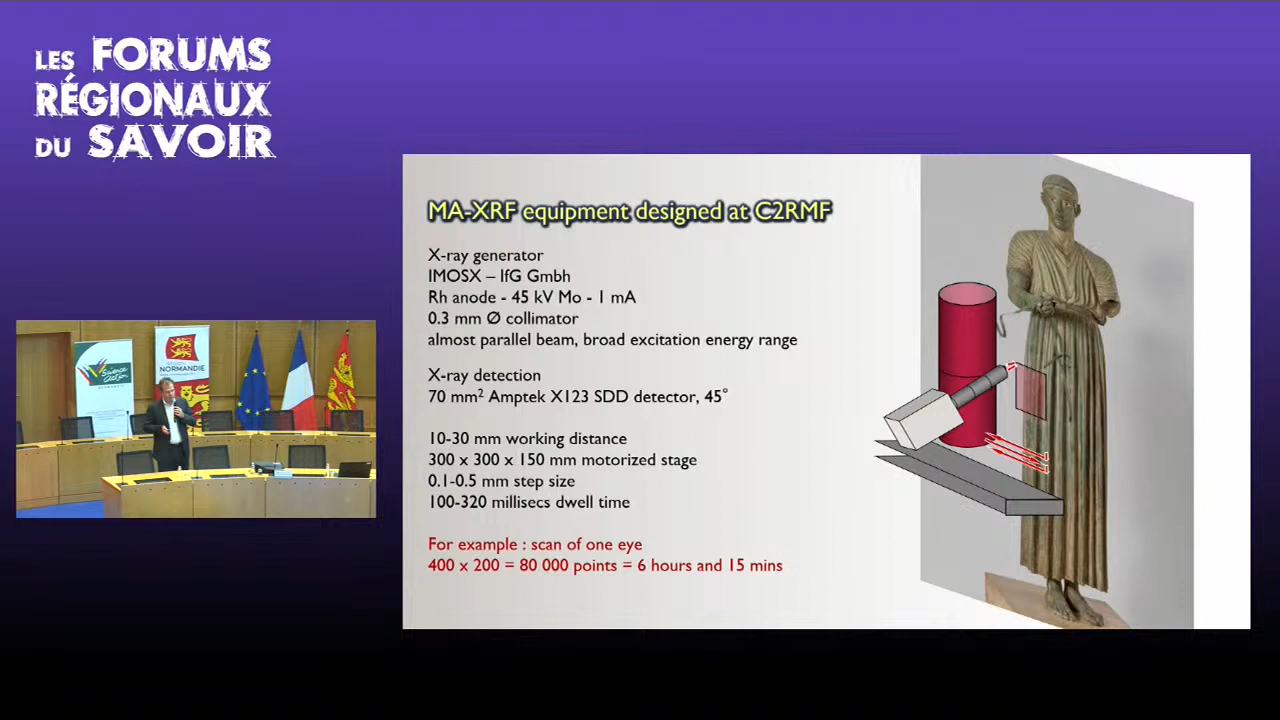 LES FORUMS
RÉGIONAUX
DU SAVOIR
MA-XRF equipment designed at C2RMF
X-ray generator
IMOSX – IfG Gmbh
Rh anode - 45 kV Mo - 1 mA
0.3 mm Ø collimator
almost parallel beam, broad excitation energy range
X-ray detection
70 mm² Amptek X123 SDD detector, 45°
10-30 mm working distance
300 x 300 x 150 mm motorized stage
0.1-0.5 mm step size
100-320 millisecs dwell time
For example : scan of one eye
400 x 200 = 80 000 points = 6 hours and 15 mins
Science
Action
NORMANDIE